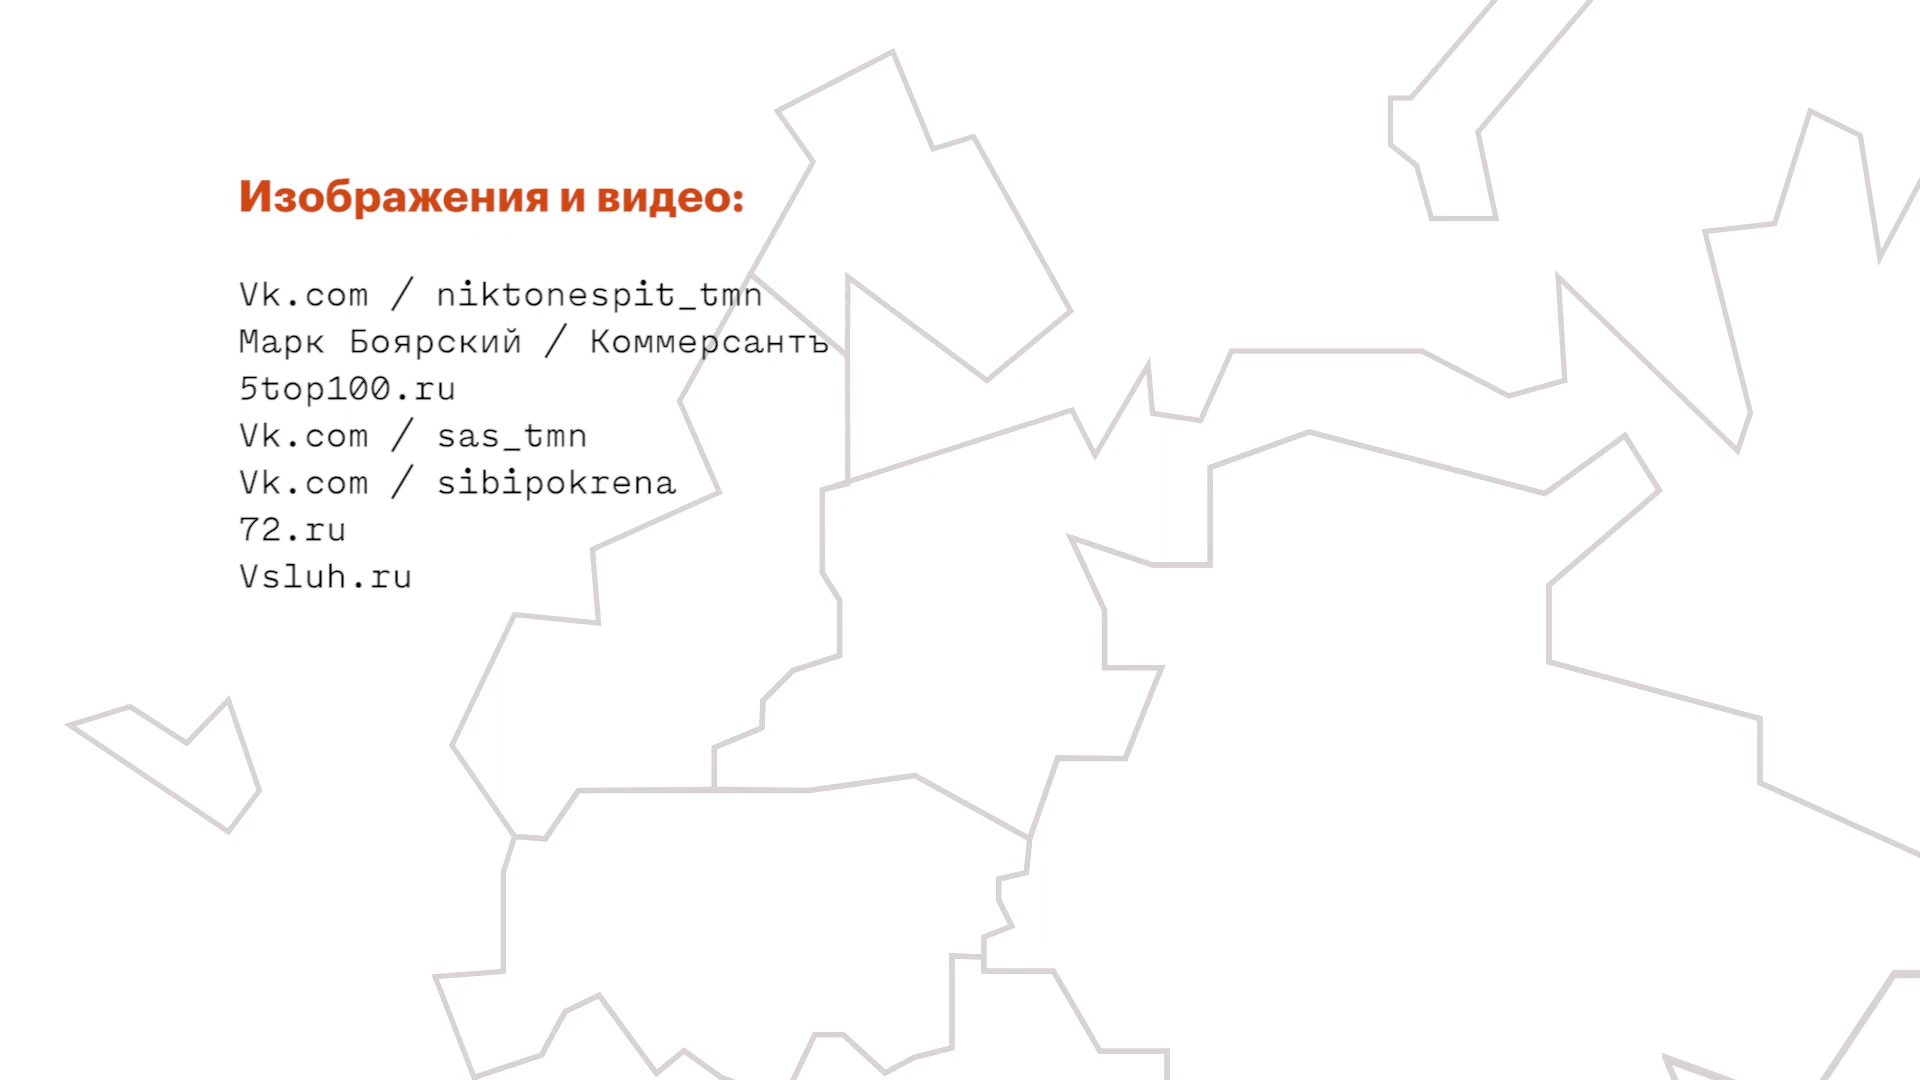 Изображения и видео:
Vk.com / niktonespit_tmn
Марк Боярский / Коммерсантъ
5top100.ru
Vk.com / sas_tmn
Vk.com / sibipokrena
72.ru
Vsluh.ru